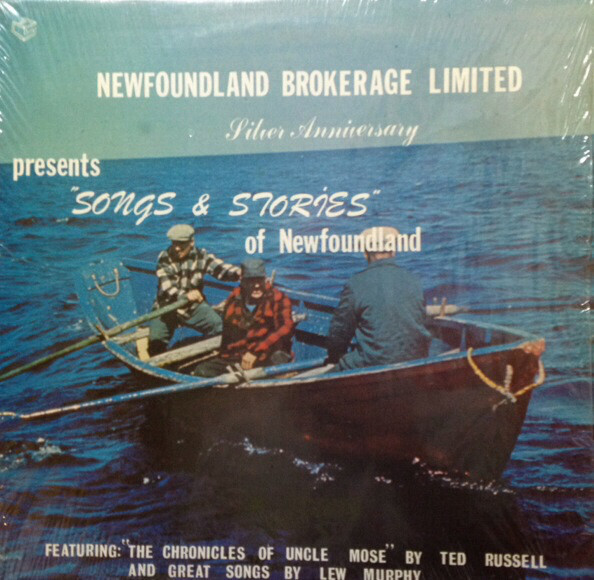 NEWFOUNDLAND BROKERAGE LIMITED
Silver Anniversary
presents
"SONGS & STORIES"
of Newfoundland
FEATURING: "THE CHRONICLES OF UNCLE MOSE" BY TED RUSSELL
AND GREAT SONGS BY LEW MURPHY